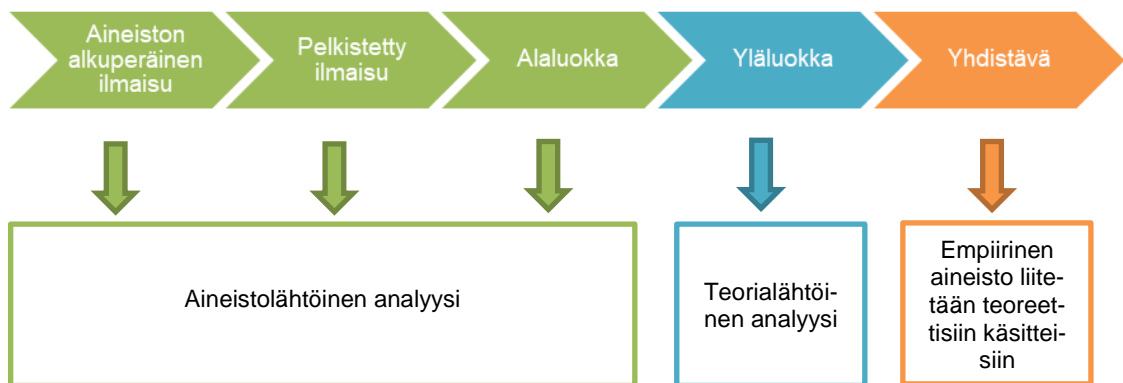 Aineiston
alkuperäinen
ilmaisu
Pelkistetty
ilmaisu
Alaluokka
Yläluokka
Yhdistävä
Aineistolähtöinen analyysi
Teorialähtöi-
nen analyysi
Empiirinen
aineisto liite-
tään teoreet-
tisiin käsittei-
siin